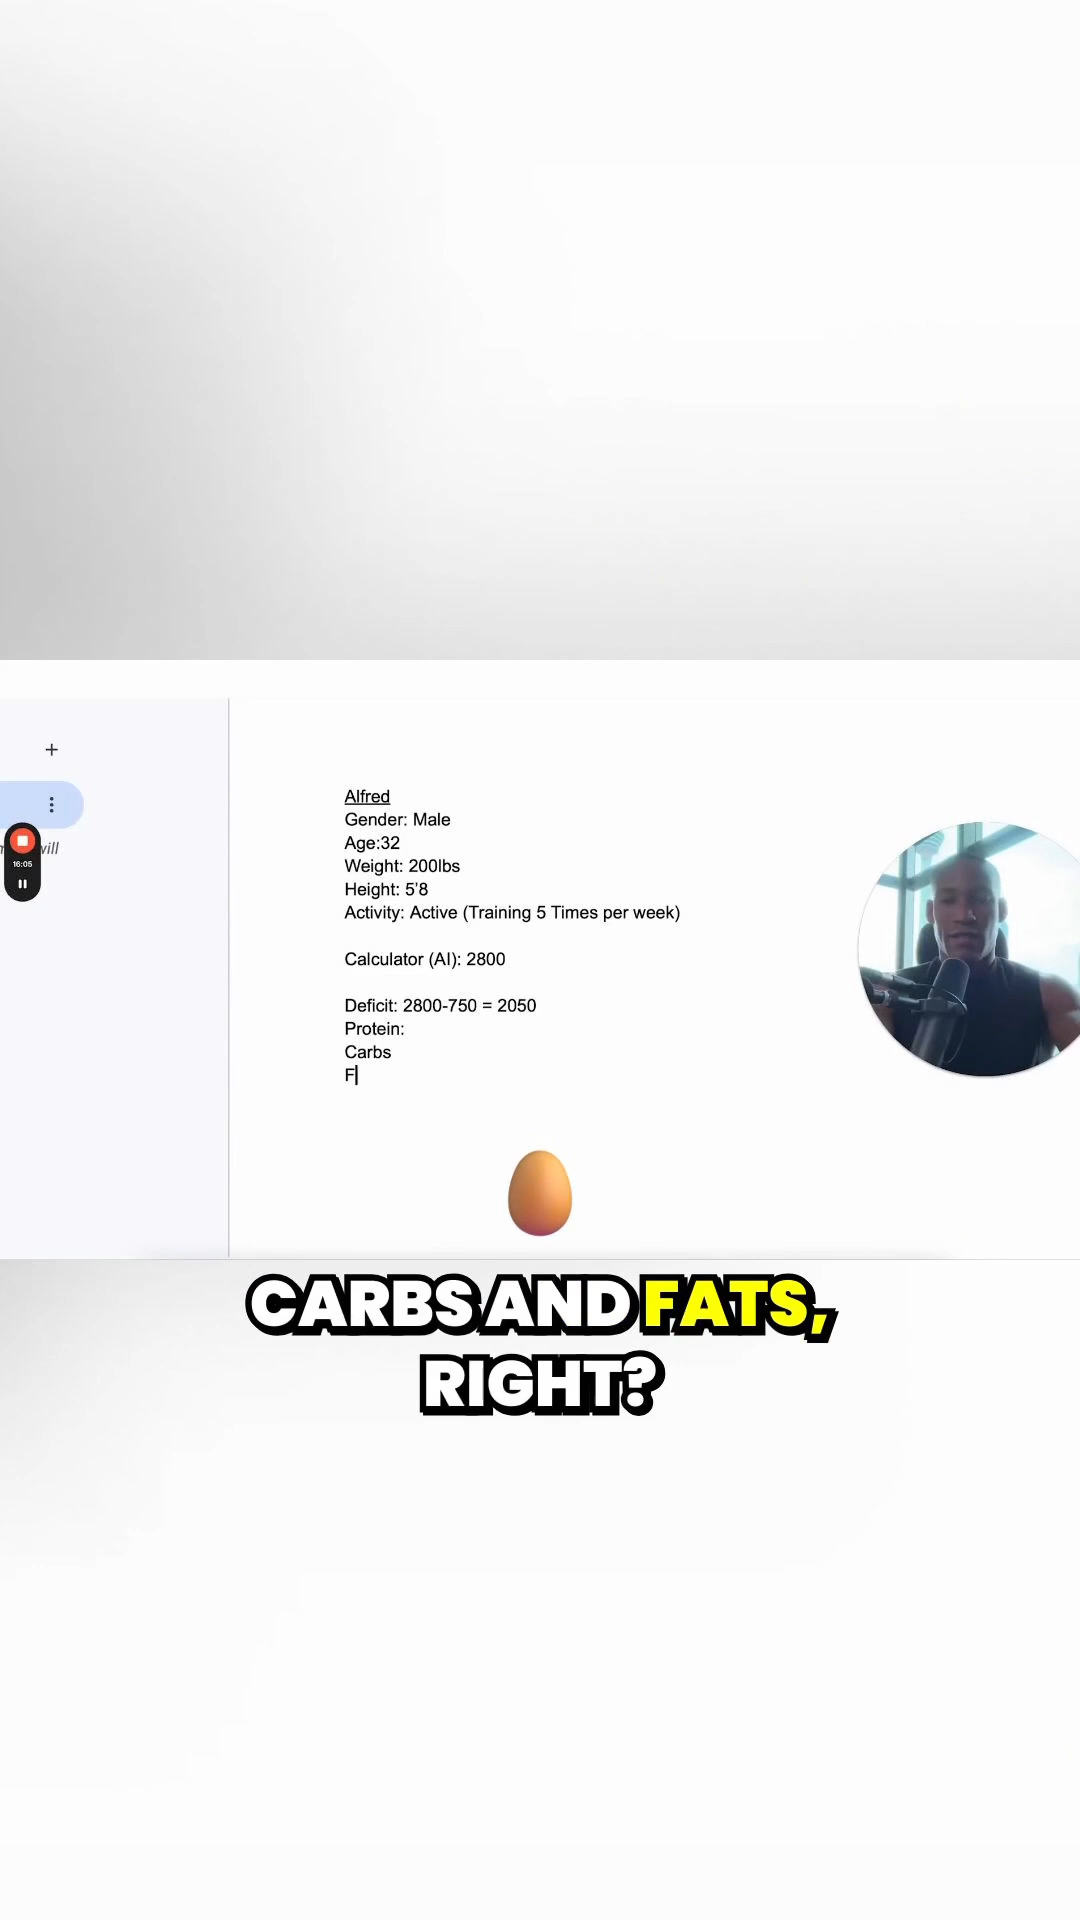 will
16:05
Alfred
Gender: Male
Age:32
Weight: 200lbs
Height: 5'8
Activity: Active (Training 5 Times per week)
Calculator (AI): 2800
Deficit: 2800-750 = 2050
Protein:
Carbs
F
CARBS AND FATS,
RIGHT?